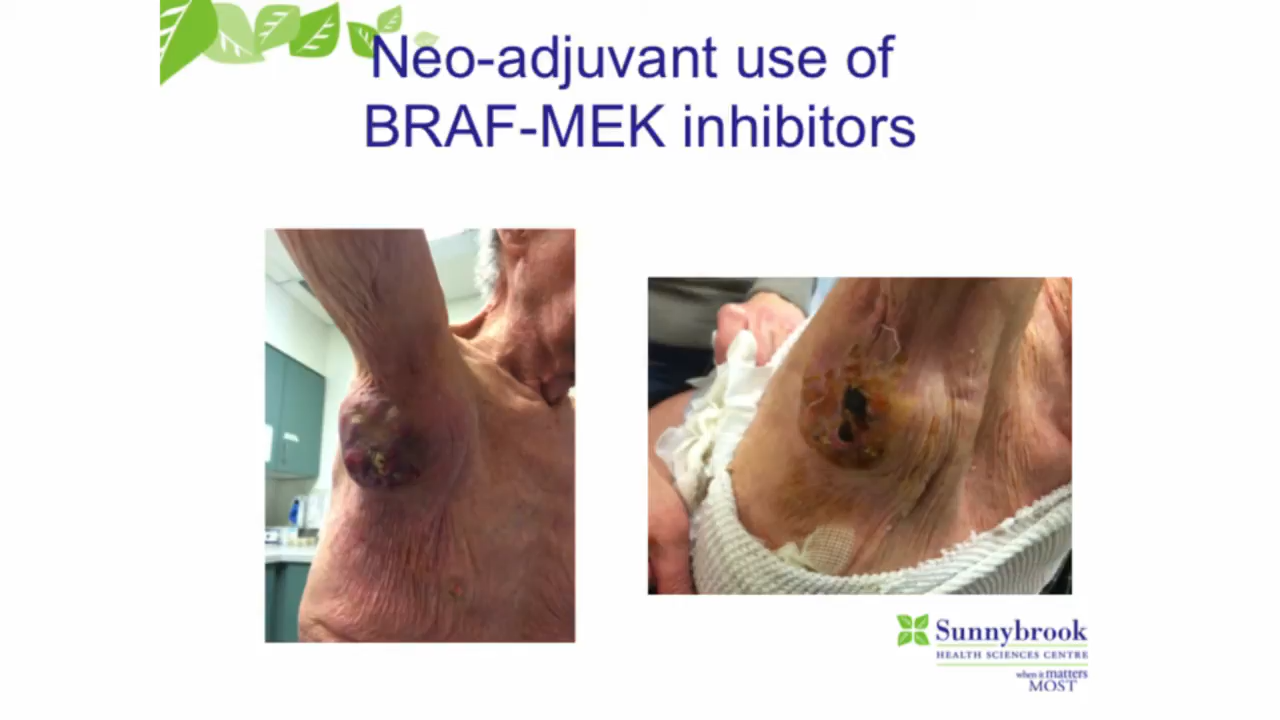 Neo-adjuvant use of
BRAF-MEK inhibitors
Sunnybrook
HEALTH SCIENCES CENTRE
when it matters
MOST